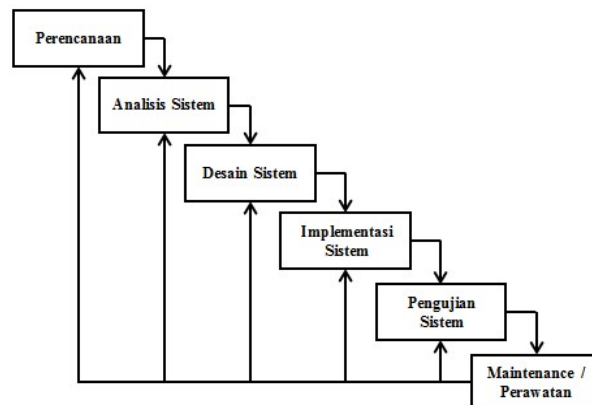 Perencanaan
Analisis Sistem
Desain Sistem
Implementasi
Sistem
Pengujian
Sistem
Maintenance /
Perawatan